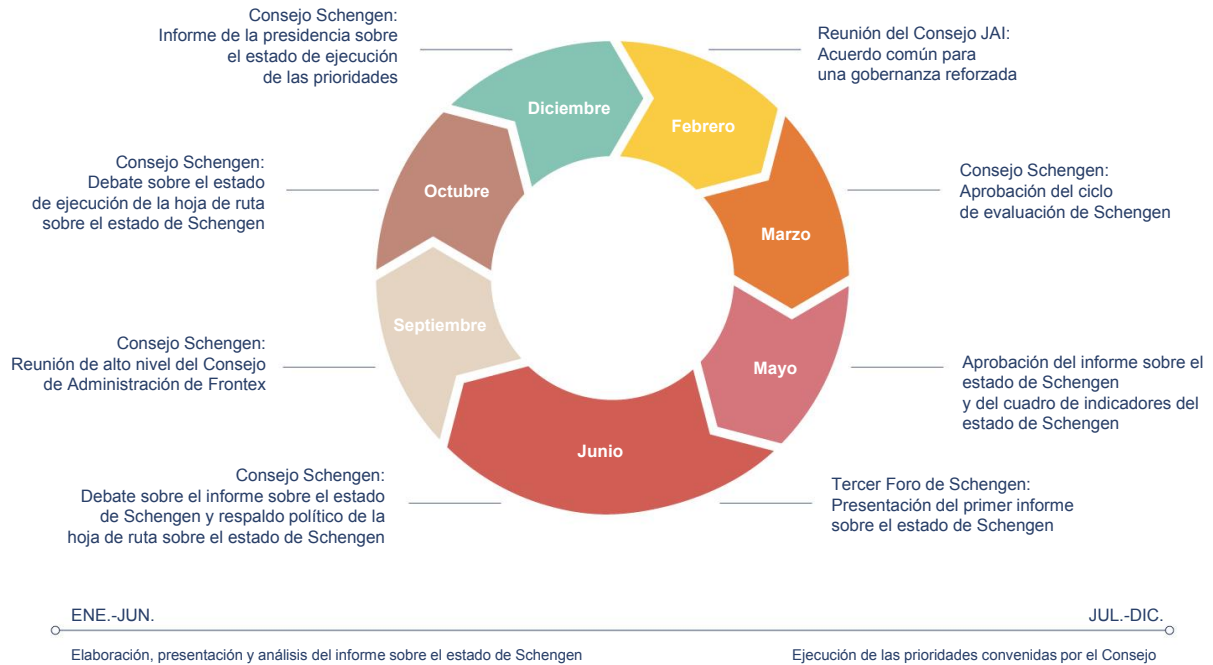 Consejo Schengen:
Informe de la presidencia sobre
el estado de ejecución
de las prioridades
Reunión del Consejo JAI:
Acuerdo común para
una gobernanza reforzada
Diciembre
Febrero
Consejo Schengen:
Debate sobre el estado
de ejecución de la hoja de ruta
sobre el estado de Schengen
Octubre
Marzo
Consejo Schengen:
Aprobación del ciclo
de evaluación de Schengen
Consejo Schengen:
Reunión de alto nivel del Consejo
de Administración de Frontex
Septiembre
Mayo
Aprobación del informe sobre el
estado de Schengen
y del cuadro de indicadores del
estado de Schengen
Junio
Consejo Schengen:
Debate sobre el informe sobre el estado
de Schengen y respaldo político de la
hoja de ruta sobre el estado de Schengen
Tercer Foro de Schengen:
Presentación del primer informe
sobre el estado de Schengen
ENE.-JUN.
JUL.-DIC.
Elaboración, presentación y análisis del informe sobre el estado de Schengen
Ejecución de las prioridades convenidas por el Consejo